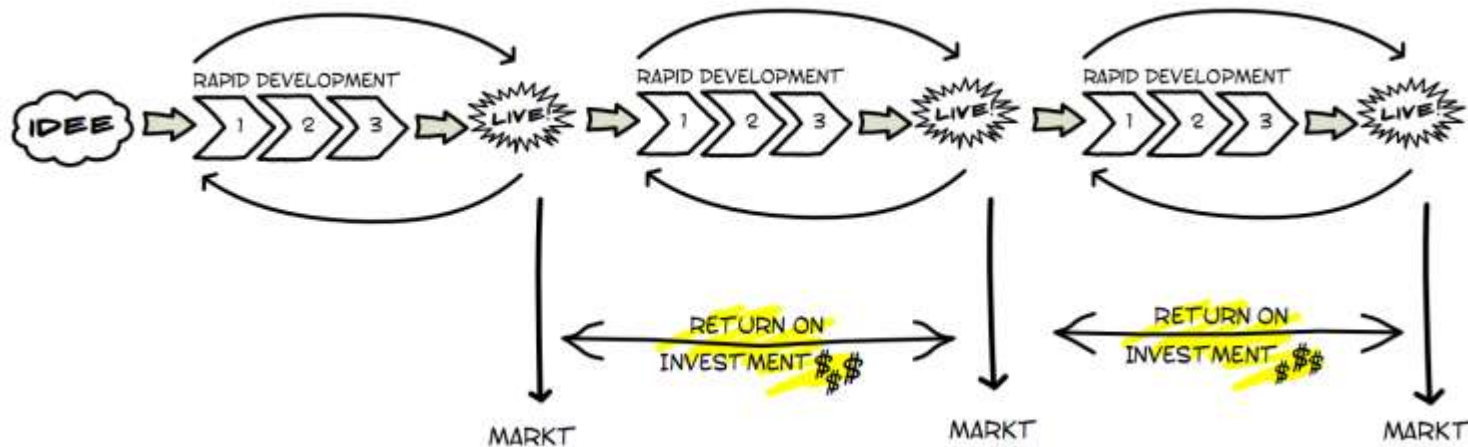 RAPID DEVELOPMENT
RAPID DEVELOPMENT
RAPID DEVELOPMENT
IDEE
1 2 3
LIVE!
1 2 3
LIVE!
1 2 3
LIVE!
RETURN ON
INVESTMENT $$$
RETURN ON
INVESTMENT $$$
MARKT
MARKT
MARKT